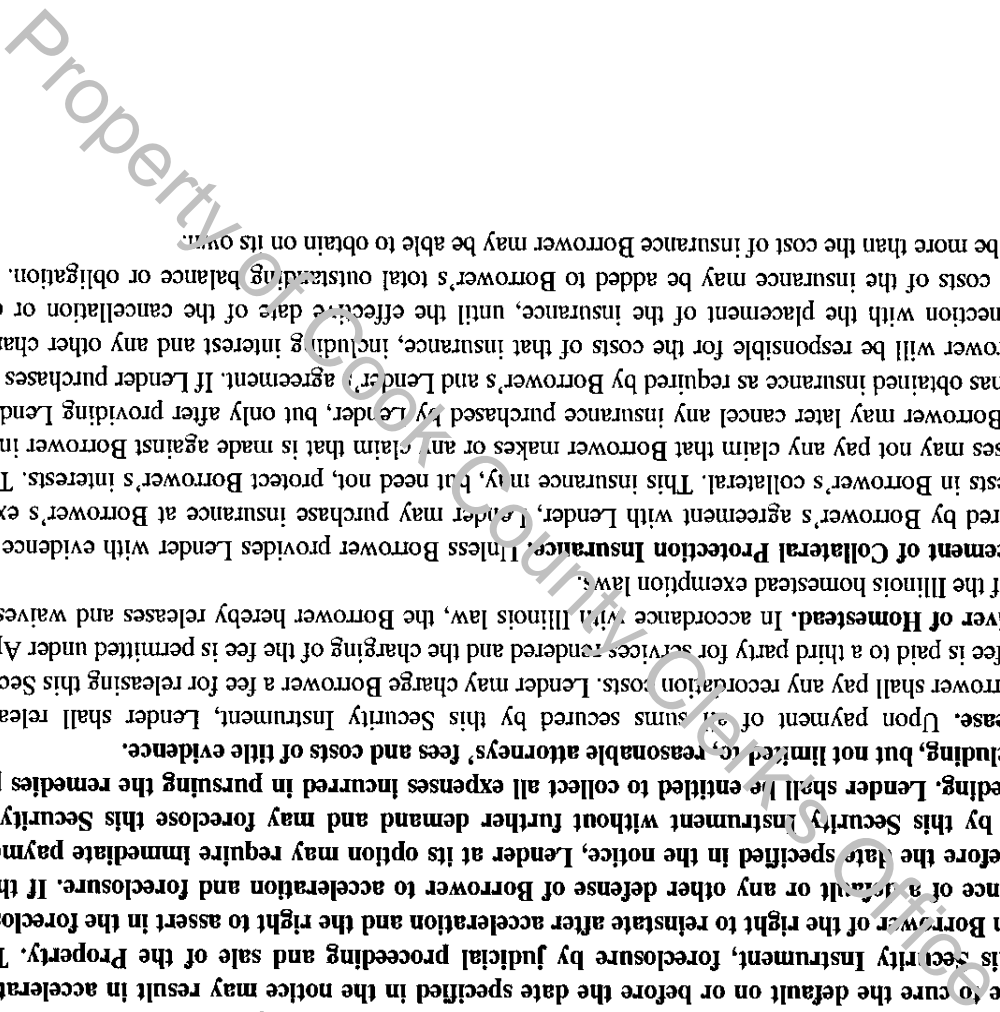 e to cure the default on or before the date specified in the notice may result in accelerat
is Security Instrument, foreclosure by judicial proceeding and sale of the Property. T
n Borrower of the right to reinstate after acceleration and the right to assert in the foreclo
nce of a default or any other defense of Borrower to acceleration and foreclosure. If th
efore the date specified in the notice, Lender at its option may require immediate payme
by this Security Instrument without further demand and may foreclose this Security
eding. Lender shall be entitled to collect all expenses incurred in pursuing the remedies p
cluding, but not limited to, reasonable attorneys' fees and costs of title evidence.
ease. Upon payment of all sums secured by this Security Instrument, Lender shall relea
rrower shall pay any recordation costs. Lender may charge Borrower a fee for releasing this Sec
fee is paid to a third party for services rendered and the charging of the fee is permitted under Ap
iver of Homestead. In accordance with Illinois law, the Borrower hereby releases and waives
f the Illinois homestead exemption laws.
cement of Collateral Protection Insurance. Unless Borrower provides Lender with evidence
red by Borrower's agreement with Lender, Lender may purchase insurance at Borrower's ex
ests in Borrower's collateral. This insurance may, but need not, protect Borrower's interests. T
ses may not pay any claim that Borrower makes or any claim that is made against Borrower in
Borrower may later cancel any insurance purchased by Lender, but only after providing Lend
has obtained insurance as required by Borrower's and Lender's agreement. If Lender purchases
rower will be responsible for the costs of that insurance, including interest and any other char
nection with the placement of the insurance, until the effective date of the cancellation or e
costs of the insurance may be added to Borrower's total outstanding balance or obligation.
be more than the cost of insurance Borrower may be able to obtain on its own.
Property of Cook County Clerk's Office